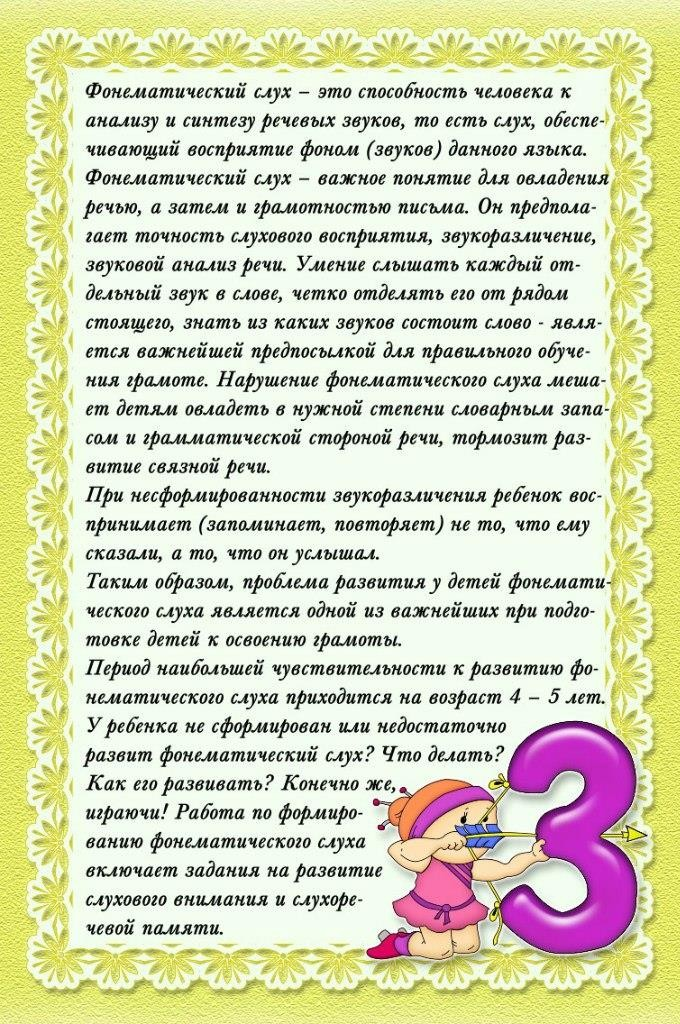 Фонематический слух – это способность человека к
анализу и синтезу речевых звуков, то есть слух, обеспе-
чивающий восприятие фоном (звуков) данного языка.
Фонематический слух – важное понятие для овладения
речью, а затем и грамотностью письма. Он предпола-
гает точность слухового восприятия, звукоразличение,
звуковой анализ речи. Умение слышать каждый от-
дельный звук в слове, четко отделять его от рядом
стоящего, знать из каких звуков состоит слово - явля-
ется важнейшей предпосылкой для правильного обуче-
ния грамоте. Нарушение фонематического слуха меша-
ет детям овладеть в нужной степени словарным запа-
сом и грамматической стороной речи, тормозит раз-
витие связной речи.
При несформированности звукоразличения ребенок вос-
принимает (запоминает, повторяет) не то, что ему
сказали, а то, что он услышал.
Таким образом, проблема развития у детей фонемати-
ческого слуха является одной из важнейших при подго-
товке детей к освоению грамоты.
Период наибольшей чувствительности к развитию фо-
нематического слуха приходится на возраст 4 – 5 лет.
У ребенка не сформирован или недостаточно
развит фонематический слух? Что делать?
Как его развивать? Конечно же,
играючи! Работа по формиро-
ванию фонематического слуха
включает задания на развитие
слухового внимания и слухоре-
чевой памяти.
3